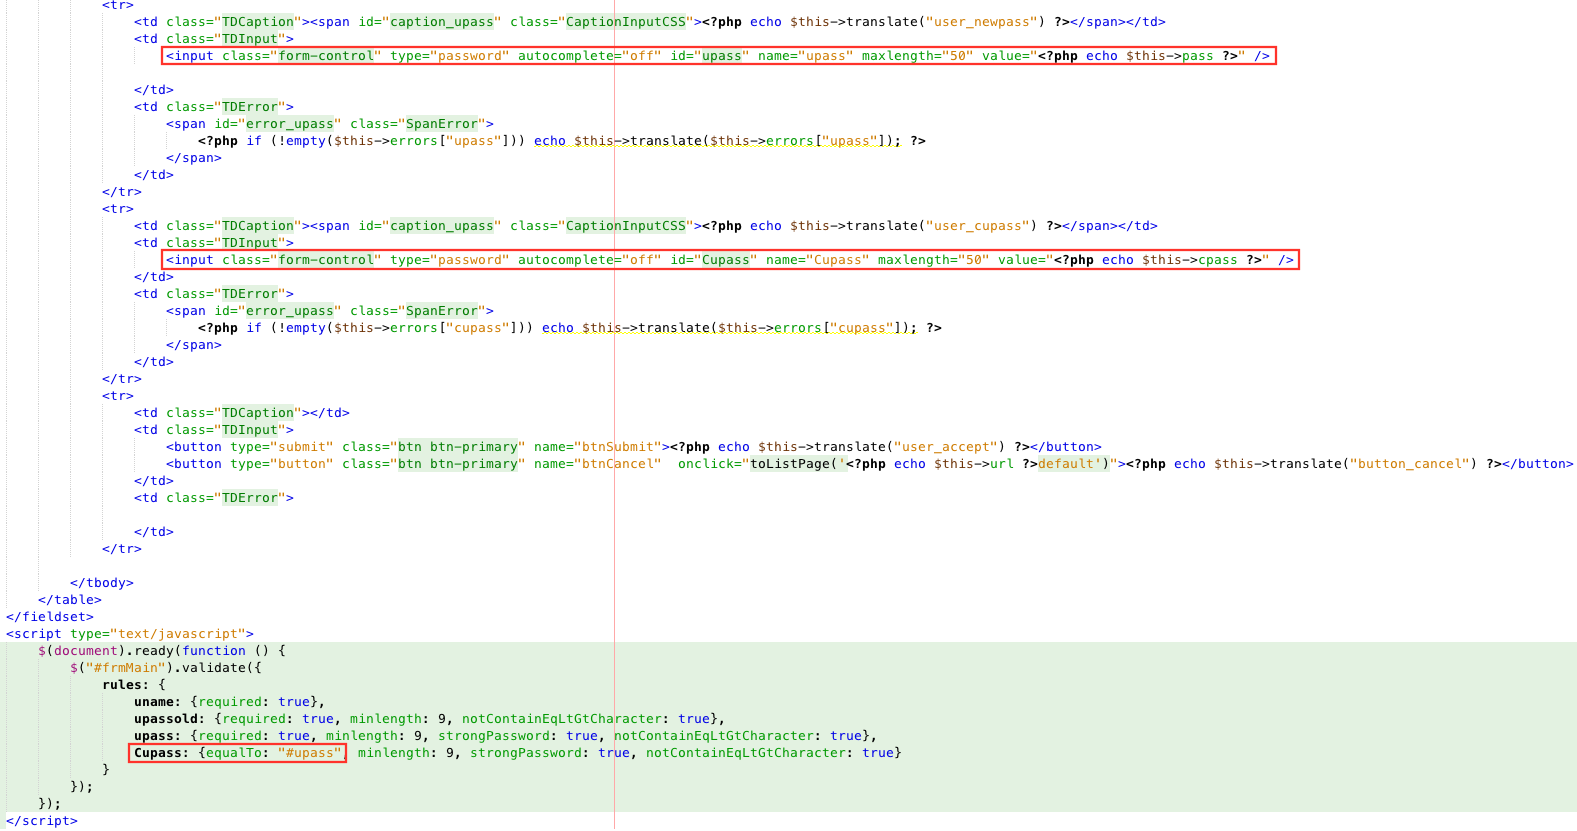 <tr>
<td class="TDCaption"><span id="caption_upass" class="CaptionInputCSS"><?php echo $this->translate("user_newpass") ?></span></td>
<td class="TDInput">
<input class="form-control" type="password" autocomplete="off" id="upass" name="upass" maxlength="50" value="<?php echo $this->pass ?>" />
</td>
<td class="TDError">
<span id="error_upass" class="SpanError">
<?php if (!empty($this->errors["upass"])) echo $this->translate($this->errors["upass"]); ?>
</span>
</td>
</tr>
<tr>
<td class="TDCaption"><span id="caption_upass" class="CaptionInputCSS"><?php echo $this->translate("user_cupass") ?></span></td>
<td class="TDInput">
<input class="form-control" type="password" autocomplete="off" id="Cupass" name="Cupass" maxlength="50" value="<?php echo $this->cpass ?>" />
</td>
<td class="TDError">
<span id="error_upass" class="SpanError">
<?php if (!empty($this->errors["cupass"])) echo $this->translate($this->errors["cupass"]); ?>
</span>
</td>
</tr>
<tr>
<td class="TDCaption"></td>
<td class="TDInput">
<button type="submit" class="btn btn-primary" name="btnSubmit"><?php echo $this->translate("user_accept") ?></button>
<button type="button" class="btn btn-primary" name="btnCancel"  onclick="toListPage('<?php echo $this->url ?>default')"><?php echo $this->translate("button_cancel") ?></button>
</td>
<td class="TDError">
</td>
</tr>
</tbody>
</table>
</fieldset>
<script type="text/javascript">
$(document).ready(function () {
$("#frmMain").validate({
rules: {
uname: {required: true},
upassold: {required: true, minlength: 9, notContainEqLtGtCharacter: true},
upass: {required: true, minlength: 9, strongPassword: true, notContainEqLtGtCharacter: true},
Cupass: {equalTo: "#upass", minlength: 9, strongPassword: true, notContainEqLtGtCharacter: true}
}
});
});
</script>